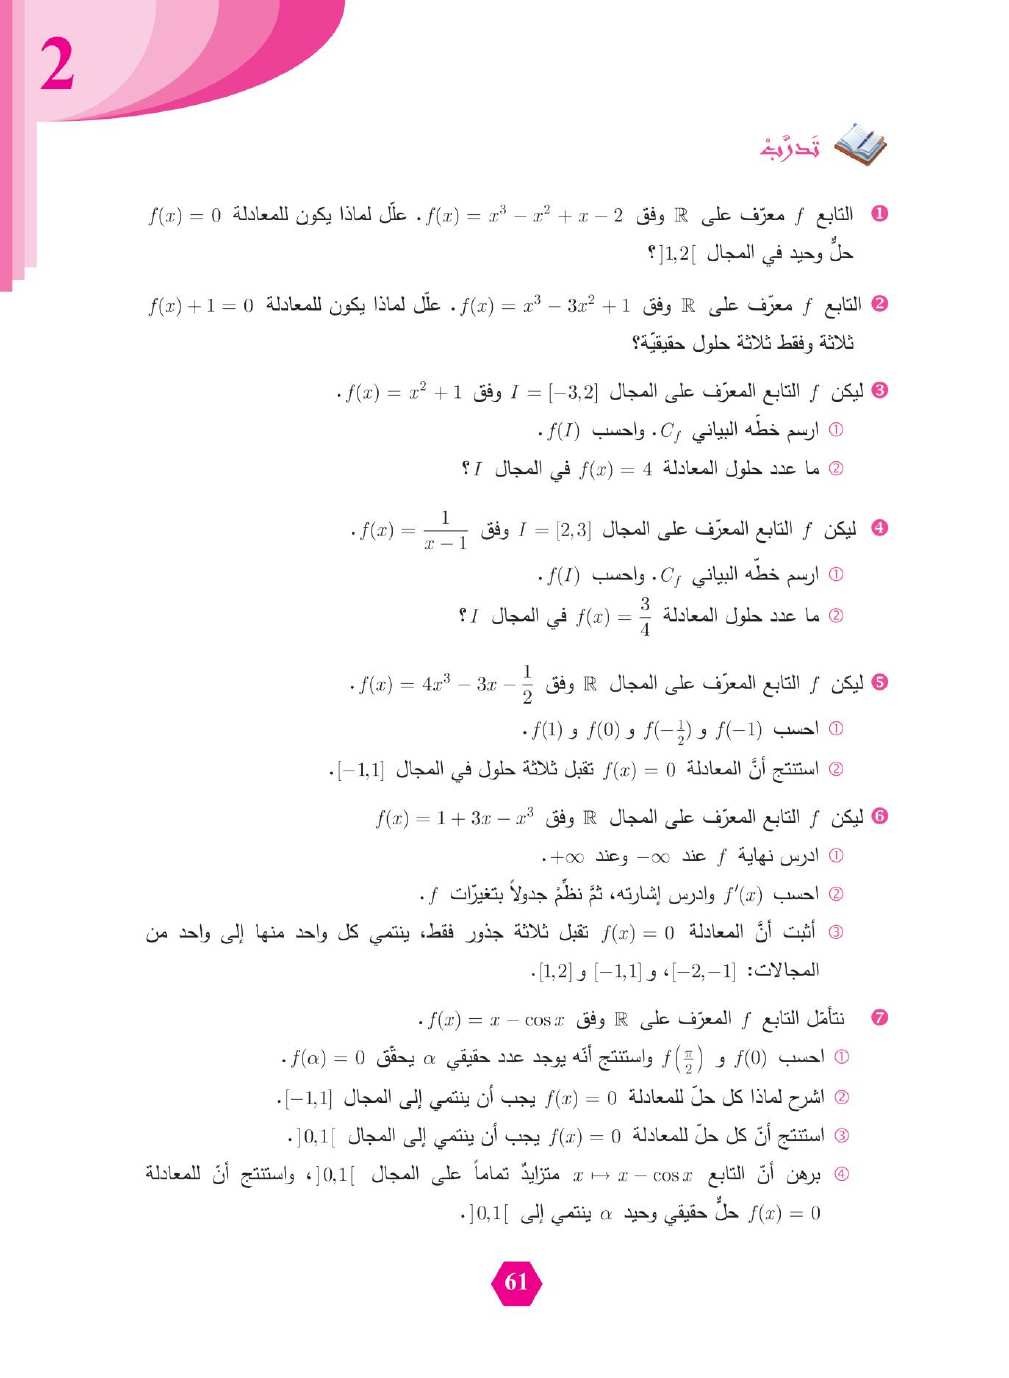 2
تَدرَّبْ
❶ التابع f معرّف على ℝ وفق f(x) = x³ − x² + x − 2. علّل لماذا يكون للمعادلة f(x) = 0
حلٌّ وحيد في المجال ]1,2[؟
❷ التابع f معرّف على ℝ وفق f(x) = x³ − 3x² + 1. علّل لماذا يكون للمعادلة f(x) + 1 = 0
ثلاثة وفقط ثلاثة حلول حقيقيّة؟
❸ ليكن f التابع المعرّف على المجال I = [−3,2] وفق f(x) = x² + 1.
① ارسم خطّه البياني C_f. واحسب f(I).
② ما عدد حلول المعادلة f(x) = 4 في المجال I؟
❹ ليكن f التابع المعرّف على المجال I = [2,3] وفق f(x) = 1/(x − 1).
① ارسم خطّه البياني C_f. واحسب f(I).
② ما عدد حلول المعادلة f(x) = 3/4 في المجال I؟
❺ ليكن f التابع المعرّف على المجال ℝ وفق f(x) = 4x³ − 3x − 1/2.
① احسب f(−1) و f(−1/2) و f(0) و f(1).
② استنتج أنَّ المعادلة f(x) = 0 تقبل ثلاثة حلول في المجال [−1,1].
❻ ليكن f التابع المعرّف على المجال ℝ وفق f(x) = 1 + 3x − x³
① ادرس نهاية f عند −∞ وعند +∞.
② احسب f′(x) وادرس إشارته، ثمَّ نظِّمْ جدولاً بتغيرّات f.
③ أثبت أنَّ المعادلة f(x) = 0 تقبل ثلاثة جذور فقط، ينتمي كل واحد منها إلى واحد من
المجالات: [−2,−1]، و [−1,1] و [1,2].
❼ نتأمّل التابع f المعرّف على ℝ وفق f(x) = x − cos x.
① احسب f(0) و f(π/2) واستنتج أنّه يوجد عدد حقيقي α يحقّق f(α) = 0.
② اشرح لماذا كل حلّ للمعادلة f(x) = 0 يجب أن ينتمي إلى المجال [−1,1].
③ استنتج أنّ كل حلّ للمعادلة f(x) = 0 يجب أن ينتمي إلى المجال ]0,1[.
④ برهن أنّ التابع x ↦ x − cos x متزايدٌ تماماً على المجال ]0,1[، واستنتج أنّ للمعادلة
f(x) = 0 حلٌّ حقيقي وحيد α ينتمي إلى ]0,1[.
61